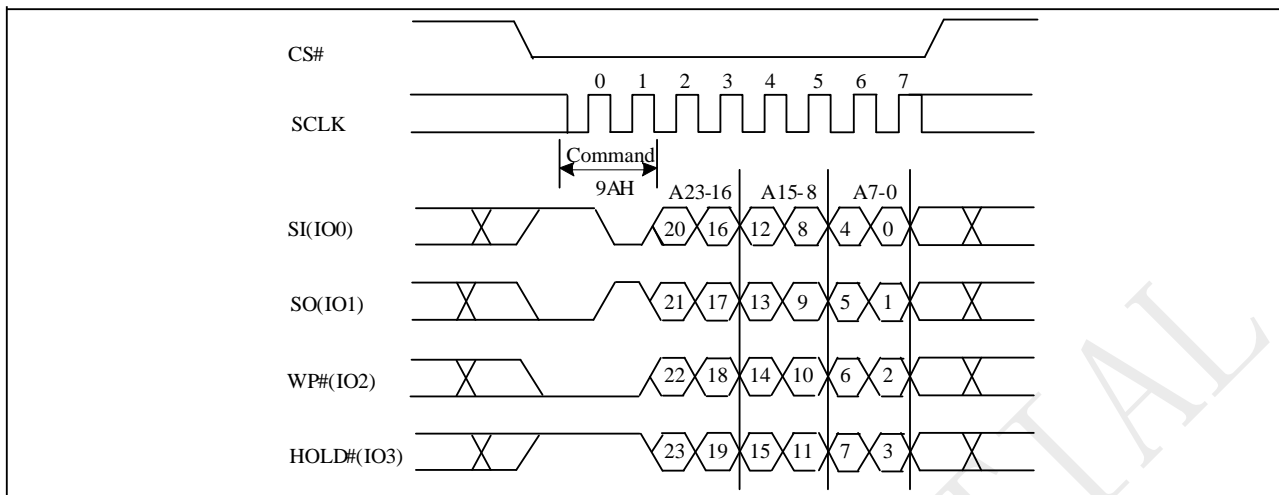 CS#
0 1 2 3 4 5 6 7
SCLK
Command
9AH
A23-16 A15-8 A7-0
SI(IO0)
20 16 12 8 4 0
SO(IO1)
21 17 13 9 5 1
WP#(IO2)
22 18 14 10 6 2
HOLD#(IO3)
23 19 15 11 7 3
TIAL